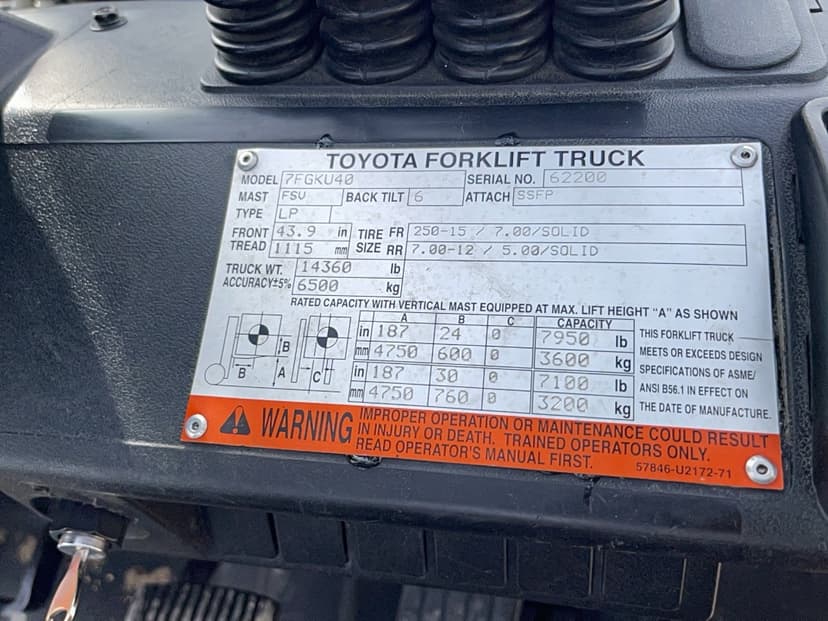 TOYOTA FORKLIFT TRUCK
MODEL 7FGKU40 SERIAL NO. 62200
MAST FSV BACK TILT 6 ATTACH SSFP
TYPE LP
FRONT TREAD 43.9 in TIRE SIZE FR 250-15 / 7.00/SOLID
1115 mm RR 7.00-12 / 5.00/SOLID
TRUCK WT. 14360 lb
ACCURACY±5% 6500 kg
RATED CAPACITY WITH VERTICAL MAST EQUIPPED AT MAX. LIFT HEIGHT "A" AS SHOWN
A B C CAPACITY
in 187 24 0 7950 lb
mm 4750 600 0 3600 kg
in 187 30 0 7100 lb
mm 4750 760 0 3200 kg
B
B A C
THIS FORKLIFT TRUCK
MEETS OR EXCEEDS DESIGN
SPECIFICATIONS OF ASME/
ANSI B56.1 IN EFFECT ON
THE DATE OF MANUFACTURE.
WARNING
IMPROPER OPERATION OR MAINTENANCE COULD RESULT
IN INJURY OR DEATH. TRAINED OPERATORS ONLY.
READ OPERATOR'S MANUAL FIRST.
57846-U2172-71